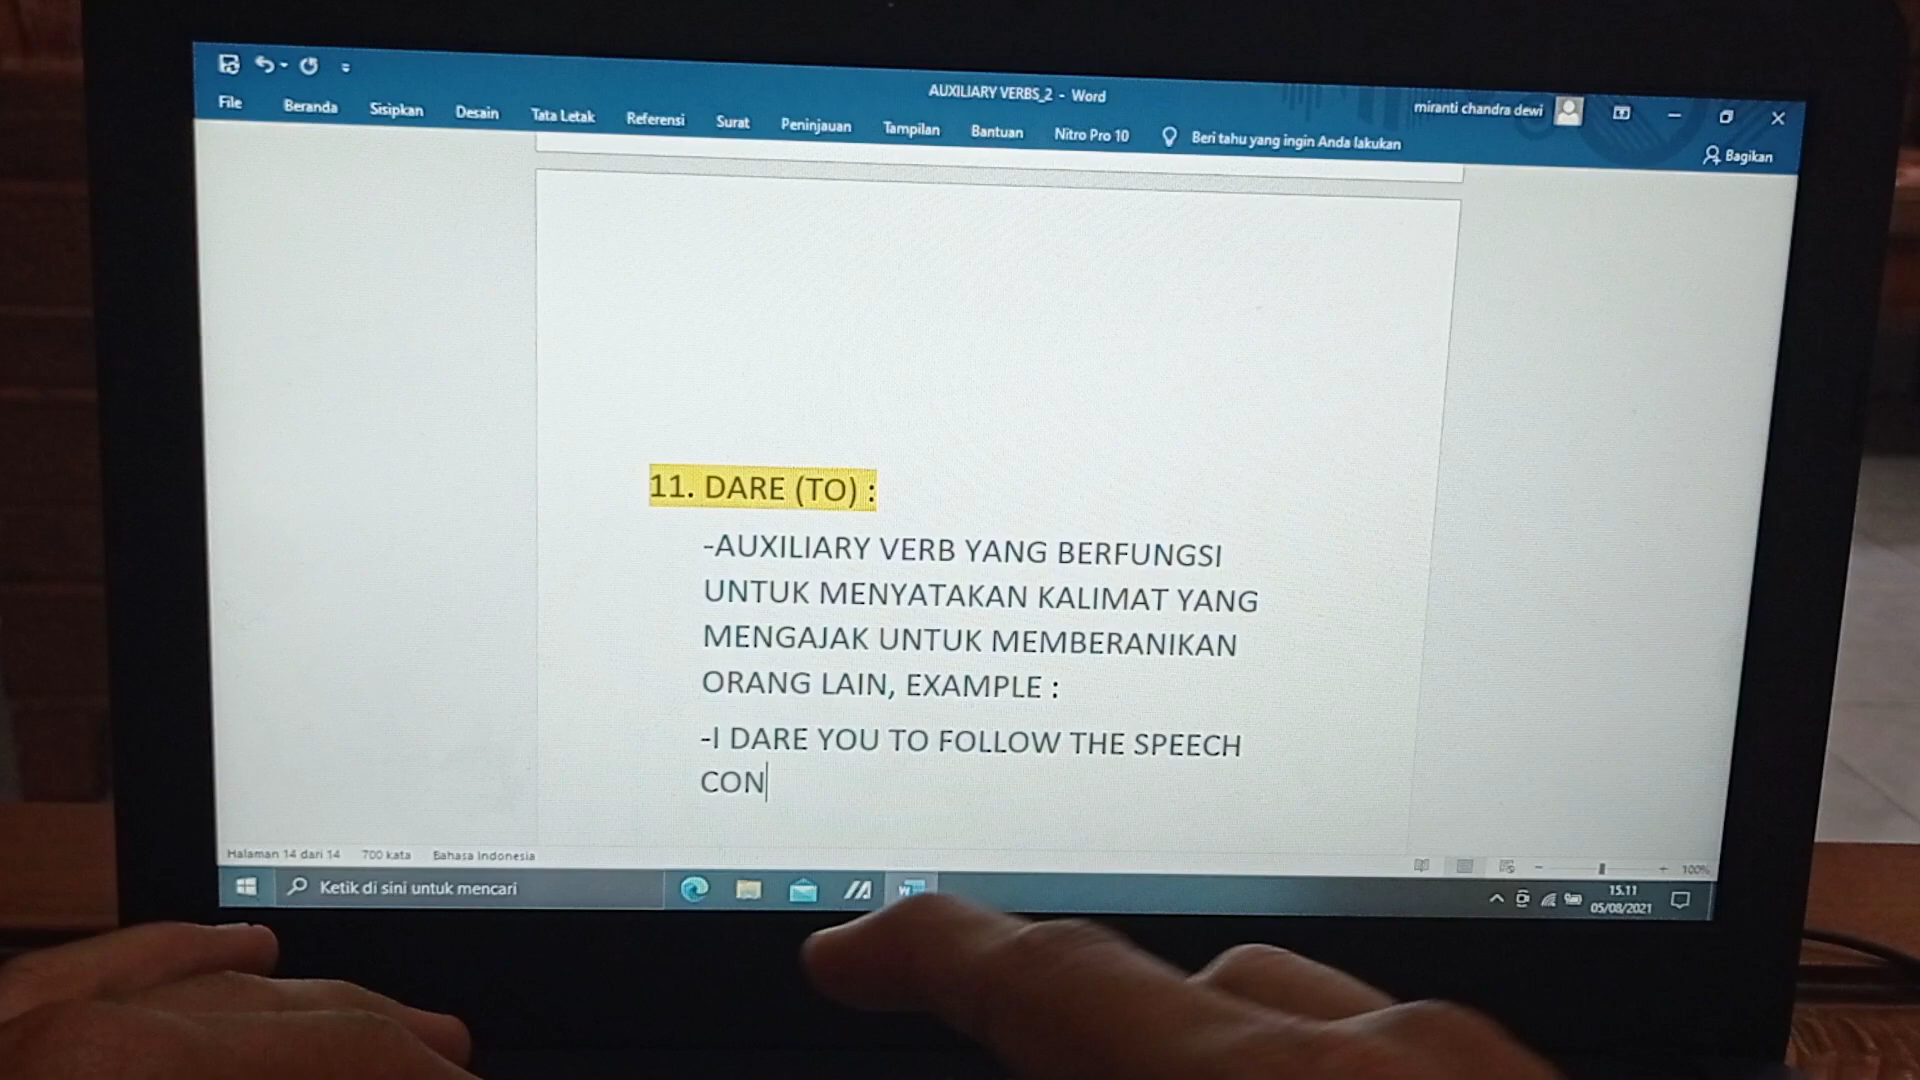 AUXILIARY VERBS_2 - Word
miranti chandra dewi
File Beranda Sisipkan Desain Tata Letak Referensi Surat Peninjauan Tampilan Bantuan Nitro Pro 10 Beri tahu yang ingin Anda lakukan Bagikan
11. DARE (TO) :
-AUXILIARY VERB YANG BERFUNGSI
UNTUK MENYATAKAN KALIMAT YANG
MENGAJAK UNTUK MEMBERANIKAN
ORANG LAIN, EXAMPLE :
-I DARE YOU TO FOLLOW THE SPEECH
CON
Halaman 14 dari 14 700 kata Bahasa Indonesia
100%
Ketik di sini untuk mencari
15.11
05/08/2021